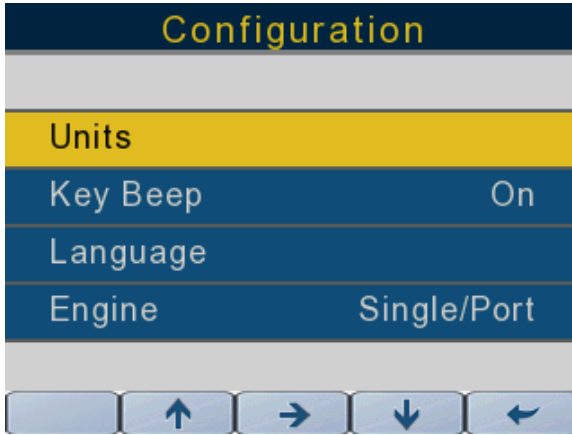 Configuration
Units
Key Beep On
Language
Engine Single/Port